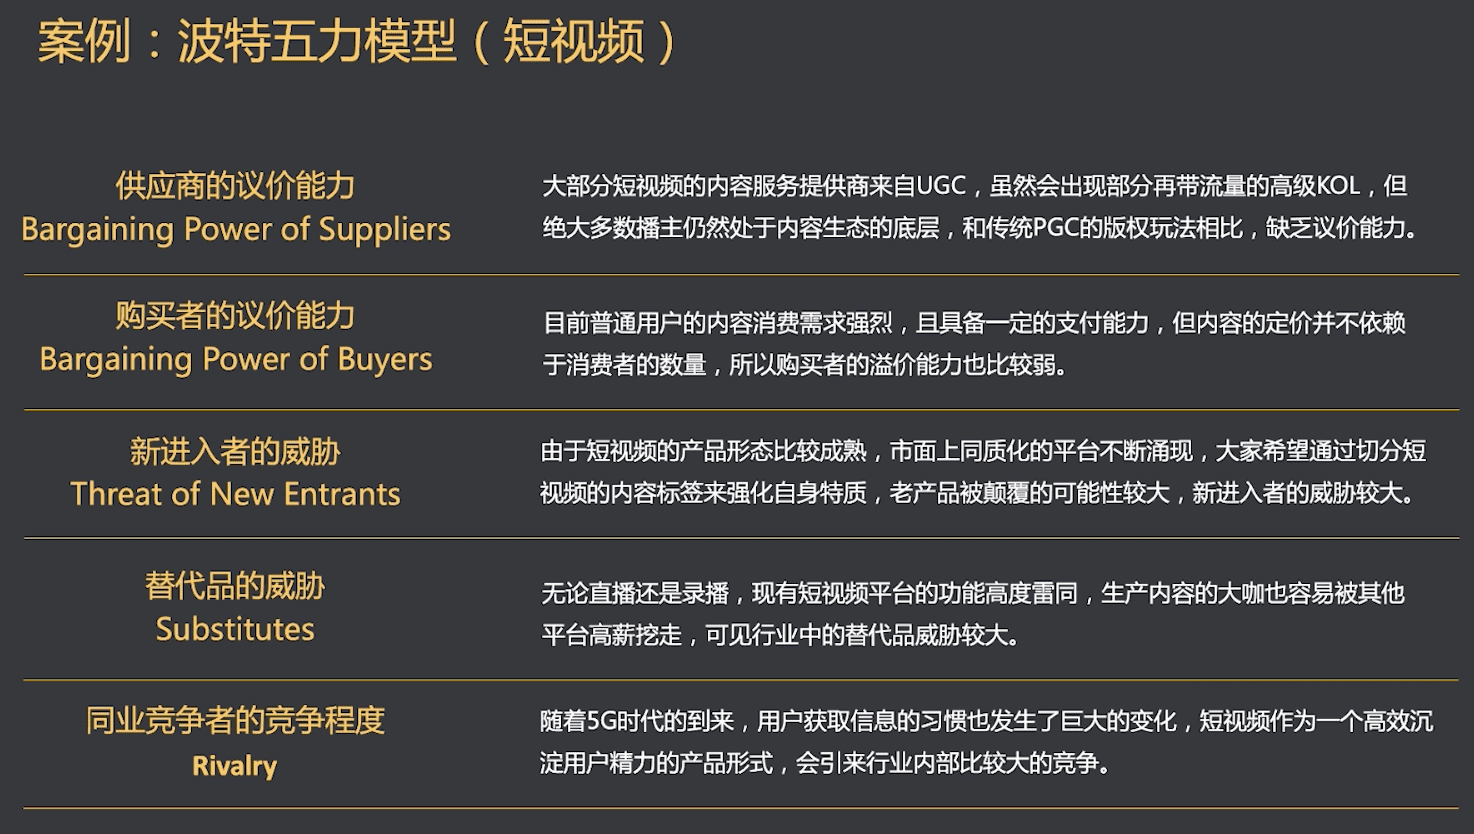 案例：波特五力模型（短视频）
供应商的议价能力
Bargaining Power of Suppliers
大部分短视频的内容服务提供商来自UGC，虽然会出现部分再带流量的高级KOL，但
绝大多数播主仍然处于内容生态的底层，和传统PGC的版权玩法相比，缺乏议价能力。
购买者的议价能力
Bargaining Power of Buyers
目前普通用户的内容消费需求强烈，且具备一定的支付能力，但内容的定价并不依赖
于消费者的数量，所以购买者的溢价能力也比较弱。
新进入者的威胁
Threat of New Entrants
由于短视频的产品形态比较成熟，市面上同质化的平台不断涌现，大家希望通过切分短
视频的内容标签来强化自身特质，老产品被颠覆的可能性较大，新进入者的威胁较大。
替代品的威胁
Substitutes
无论直播还是录播，现有短视频平台的功能高度雷同，生产内容的大咖也容易被其他
平台高薪挖走，可见行业中的替代品威胁较大。
同业竞争者的竞争程度
Rivalry
随着5G时代的到来，用户获取信息的习惯也发生了巨大的变化，短视频作为一个高效沉
淀用户精力的产品形式，会引来行业内部比较大的竞争。